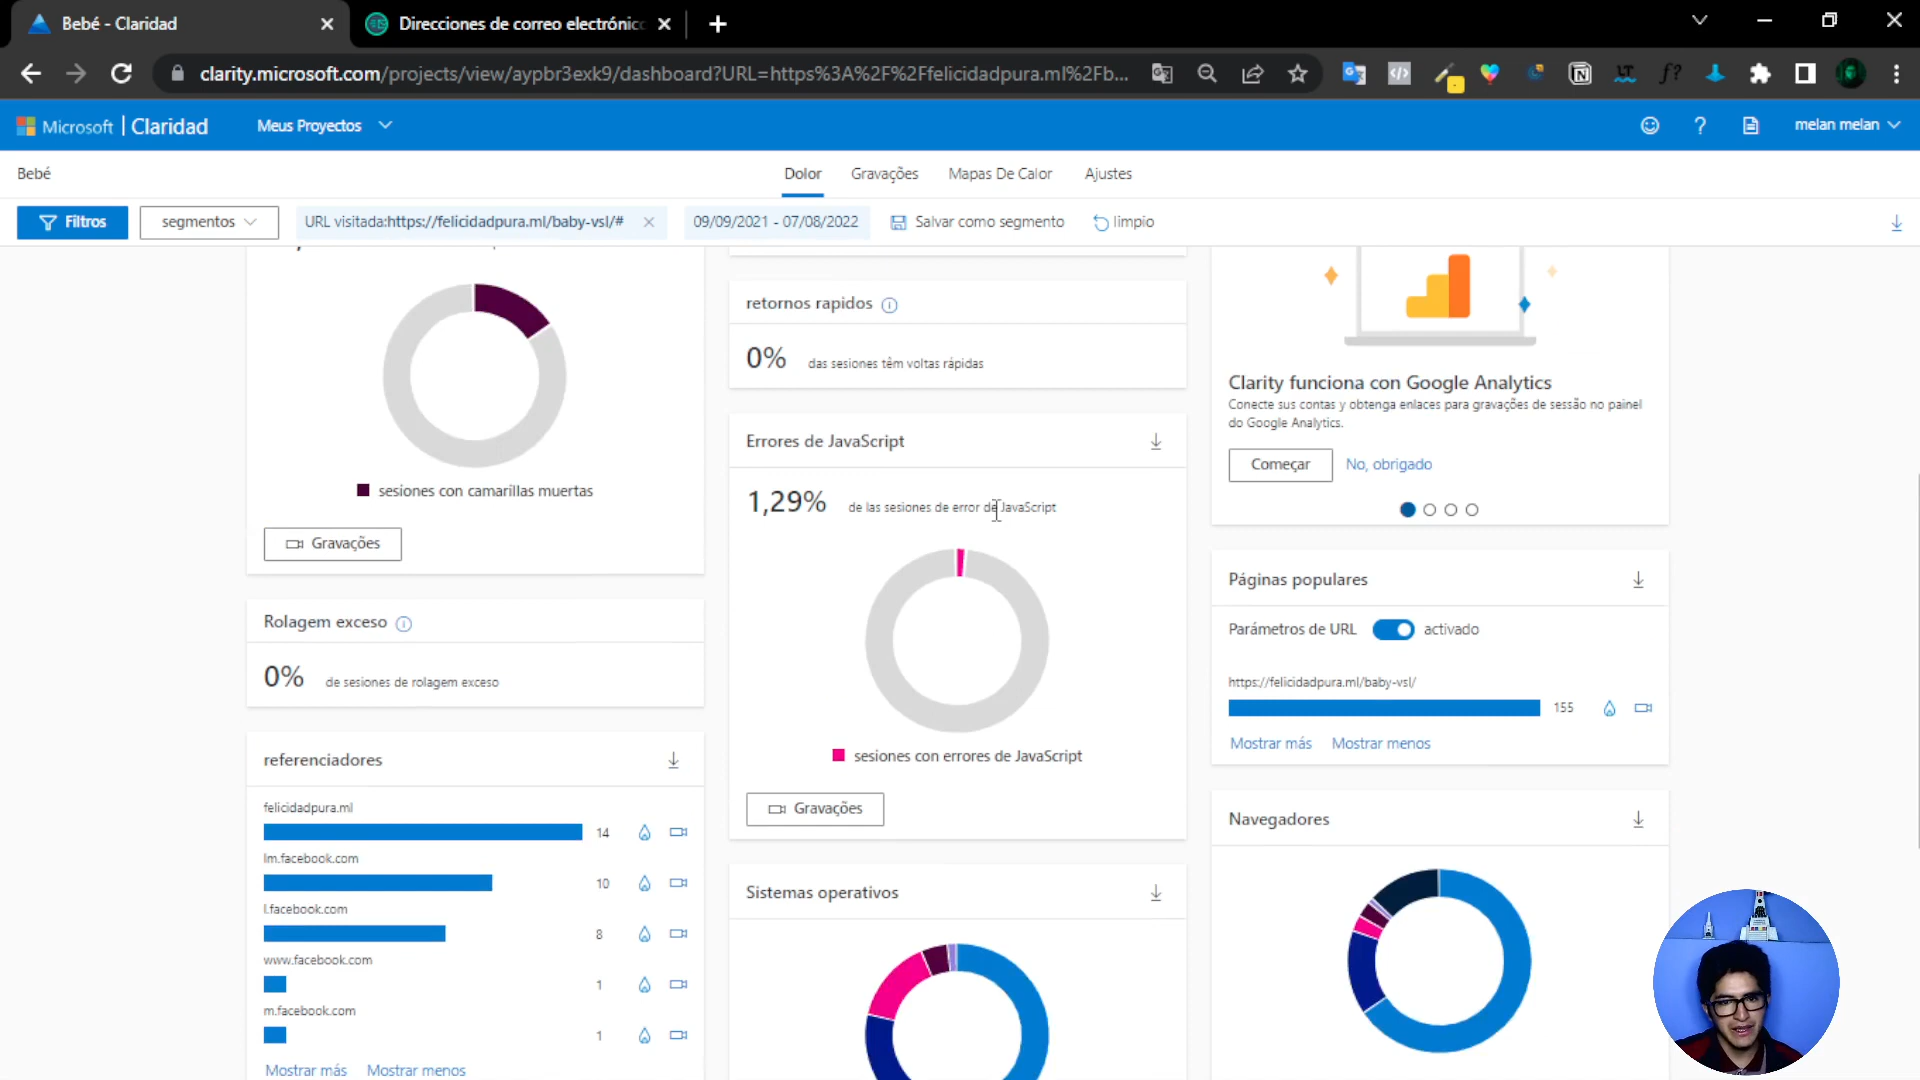 Bebé - Claridad
Direcciones de correo electrónic
clarity.microsoft.com/projects/view/aypbr3exk9/dashboard?URL=https%3A%2F%2Ffelicidadpura.ml%2Fb...
Microsoft | Claridad
Meus Proyectos
melan melan
Bebé
Dolor
Gravações
Mapas De Calor
Ajustes
Filtros
segmentos
URL visitada:https://felicidadpura.ml/baby-vsl/#
09/09/2021 - 07/08/2022
Salvar como segmento
limpio
sesiones con camarillas muertas
Gravações
Rolagem exceso
0% de sesiones de rolagem exceso
referenciadores
felicidadpura.ml
14
lm.facebook.com
10
l.facebook.com
8
www.facebook.com
1
m.facebook.com
1
Mostrar más Mostrar menos
retornos rapidos
0% das sesiones têm voltas rápidas
Errores de JavaScript
1,29% de las sesiones de error de JavaScript
sesiones con errores de JavaScript
Gravações
Sistemas operativos
Clarity funciona con Google Analytics
Conecte sus contas y obtenga enlaces para gravações de sessão no painel
do Google Analytics.
Começar No, obrigado
Páginas populares
Parámetros de URL activado
https://felicidadpura.ml/baby-vsl/
155
Mostrar más Mostrar menos
Navegadores